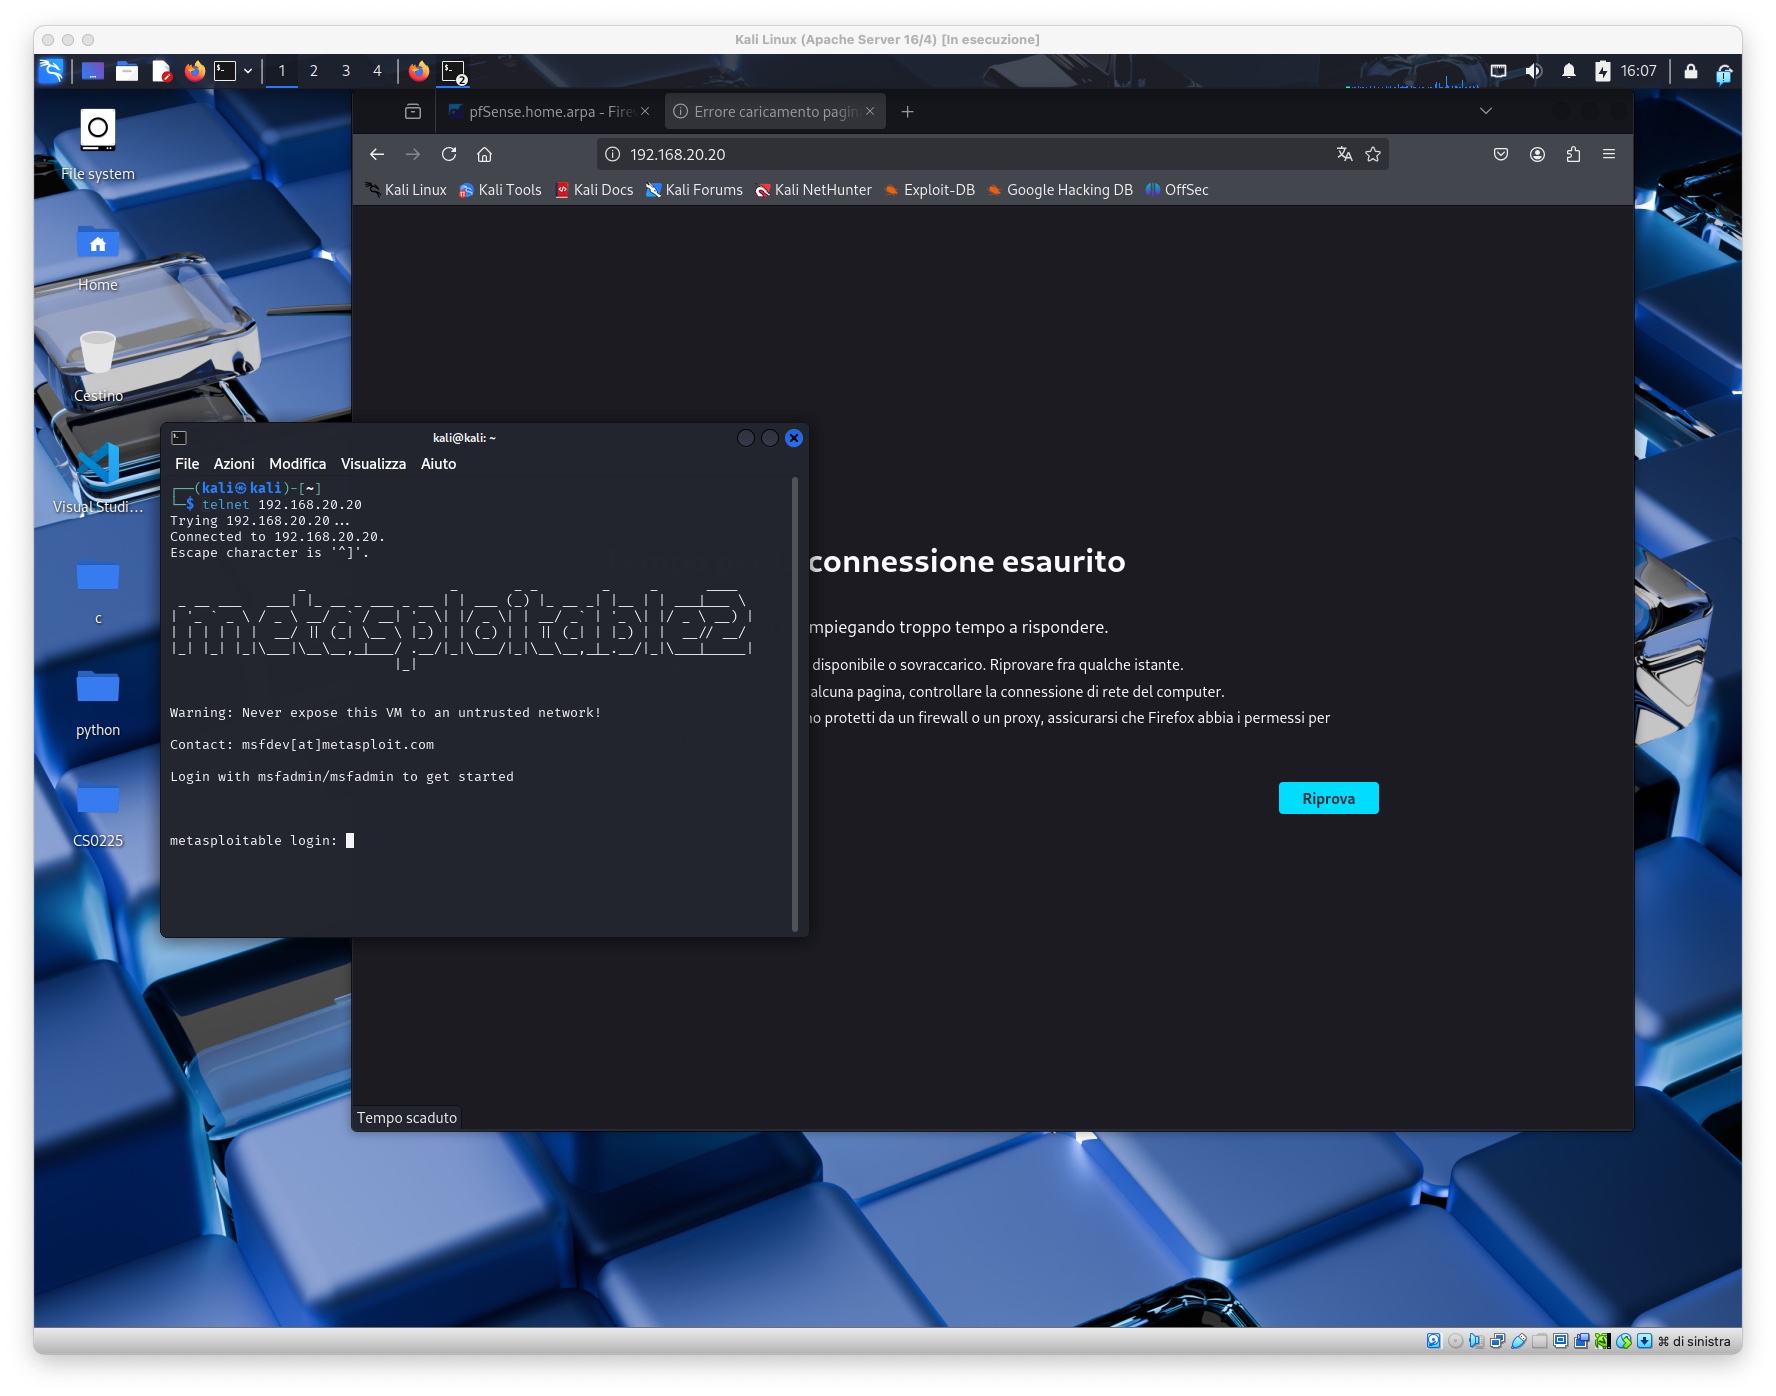 Kali Linux (Apache Server 16/4) [In esecuzione]
1 2 3 4
2
16:07
pfSense.home.arpa - Fire
Errore caricamento pagin
192.168.20.20
Kali Linux Kali Tools Kali Docs Kali Forums Kali NetHunter Exploit-DB Google Hacking DB OffSec
File system
Home
Cestino
Visual Studi...
c
python
CS0225
kali@kali: ~
File Azioni Modifica Visualizza Aiuto
┌──(kali㉿kali)-[~]
└─$ telnet 192.168.20.20
Trying 192.168.20.20...
Connected to 192.168.20.20.
Escape character is '^]'.
metasploitable2
Warning: Never expose this VM to an untrusted network!
Contact: msfdev[at]metasploit.com
Login with msfadmin/msfadmin to get started
metasploitable login:
connessione esaurito
mpiegando troppo tempo a rispondere.
disponibile o sovraccarico. Riprovare fra qualche istante.
alcuna pagina, controllare la connessione di rete del computer.
no protetti da un firewall o un proxy, assicurarsi che Firefox abbia i permessi per
Riprova
Tempo scaduto
⌘ di sinistra